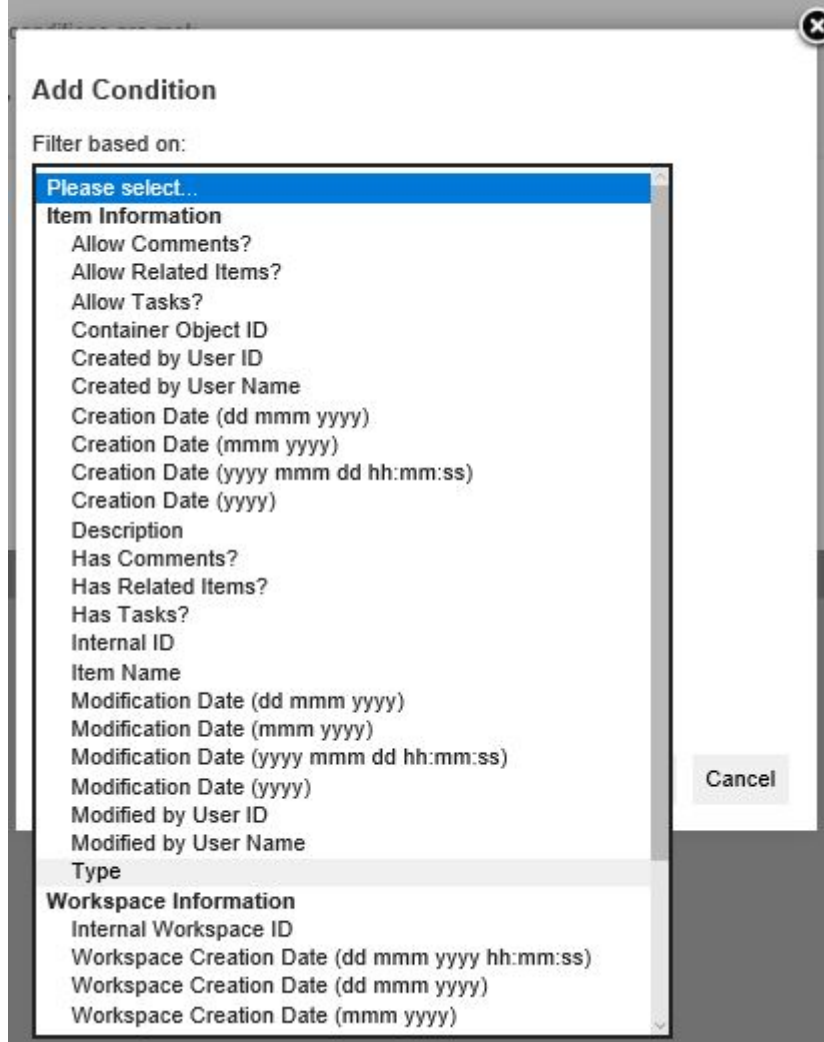 conditions are met:
Add Condition
Filter based on:
Please select...
Item Information
Allow Comments?
Allow Related Items?
Allow Tasks?
Container Object ID
Created by User ID
Created by User Name
Creation Date (dd mmm yyyy)
Creation Date (mmm yyyy)
Creation Date (yyyy mmm dd hh:mm:ss)
Creation Date (yyyy)
Description
Has Comments?
Has Related Items?
Has Tasks?
Internal ID
Item Name
Modification Date (dd mmm yyyy)
Modification Date (mmm yyyy)
Modification Date (yyyy mmm dd hh:mm:ss)
Modification Date (yyyy)
Modified by User ID
Modified by User Name
Cancel
Type
Workspace Information
Internal Workspace ID
Workspace Creation Date (dd mmm yyyy hh:mm:ss)
Workspace Creation Date (dd mmm yyyy)
Workspace Creation Date (mmm yyyy)